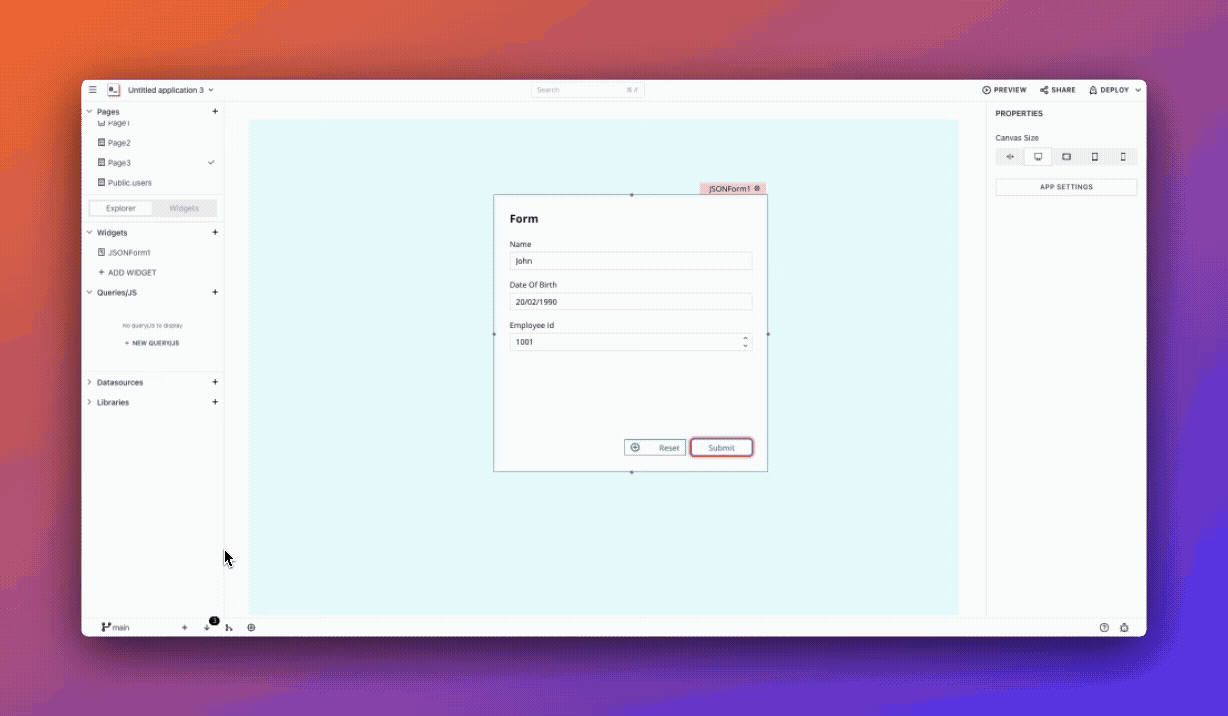 Untitled application 3
Search
⌘ K
PREVIEW
SHARE
DEPLOY
Pages
Page1
Page2
Page3
Public.users
Explorer
Widgets
Widgets
JSONForm1
ADD WIDGET
Queries/JS
No query/JS to display
NEW QUERY/JS
Datasources
Libraries
JSONForm1
Form
Name
John
Date Of Birth
20/02/1990
Employee Id
1001
Reset
Submit
PROPERTIES
Canvas Size
APP SETTINGS
main
3